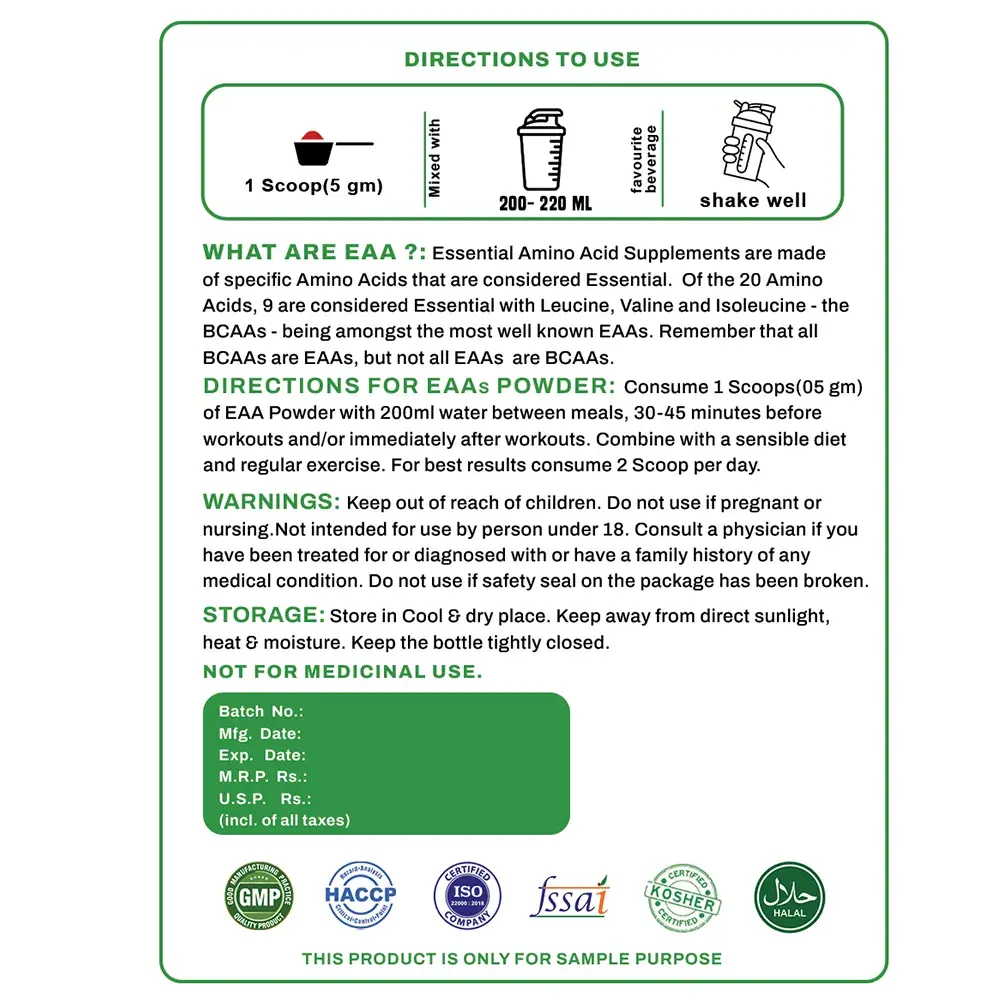 DIRECTIONS TO USE
1 Scoop(5 gm)
Mixed with
200- 220 ML
favourite
beverage
shake well
WHAT ARE EAA ?: Essential Amino Acid Supplements are made
of specific Amino Acids that are considered Essential. Of the 20 Amino
Acids, 9 are considered Essential with Leucine, Valine and Isoleucine - the
BCAAs - being amongst the most well known EAAs. Remember that all
BCAAs are EAAs, but not all EAAs are BCAAs.
DIRECTIONS FOR EAAs POWDER: Consume 1 Scoops(05 gm)
of EAA Powder with 200ml water between meals, 30-45 minutes before
workouts and/or immediately after workouts. Combine with a sensible diet
and regular exercise. For best results consume 2 Scoop per day.
WARNINGS: Keep out of reach of children. Do not use if pregnant or
nursing.Not intended for use by person under 18. Consult a physician if you
have been treated for or diagnosed with or have a family history of any
medical condition. Do not use if safety seal on the package has been broken.
STORAGE: Store in Cool & dry place. Keep away from direct sunlight,
heat & moisture. Keep the bottle tightly closed.
NOT FOR MEDICINAL USE.
Batch No.:
Mfg. Date:
Exp. Date:
M.R.P. Rs.:
U.S.P. Rs.:
(incl. of all taxes)
GOOD MANUFACTURING PRACTICE
GMP
QUALITY PRODUCT
Hazard-Analysis
HACCP
Critical-Control-Point
CERTIFIED
ISO
22000 : 2018
COMPANY
fssai
CERTIFIED
KOSHER
CERTIFIED
حلال
HALAL
THIS PRODUCT IS ONLY FOR SAMPLE PURPOSE